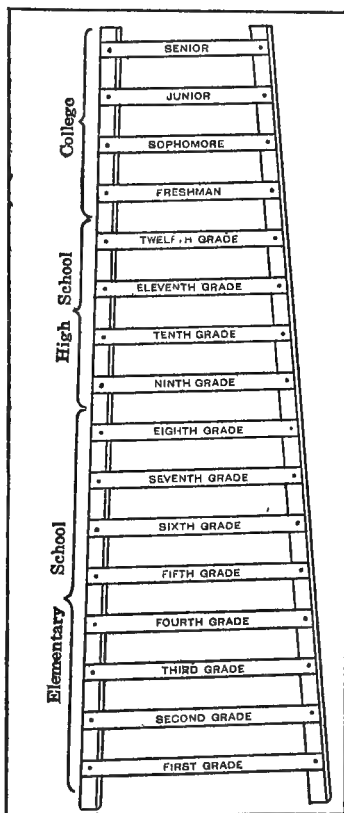 College
SENIOR
JUNIOR
SOPHOMORE
FRESHMAN
High School
TWELFTH GRADE
ELEVENTH GRADE
TENTH GRADE
NINTH GRADE
Elementary School
EIGHTH GRADE
SEVENTH GRADE
SIXTH GRADE
FIFTH GRADE
FOURTH GRADE
THIRD GRADE
SECOND GRADE
FIRST GRADE